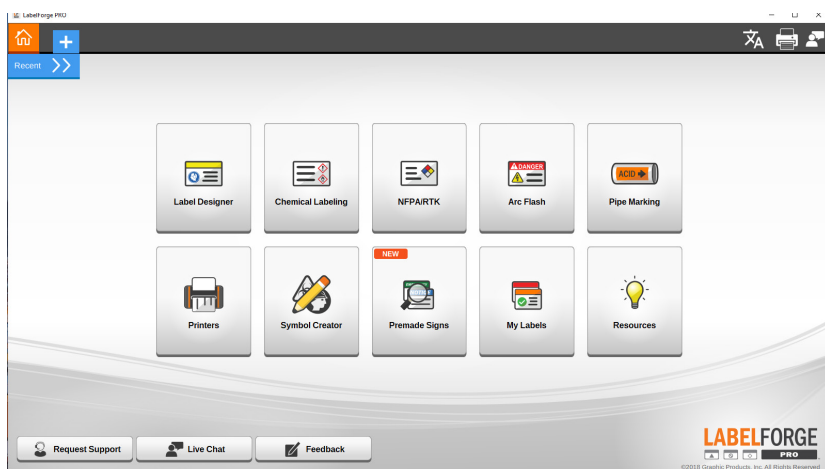 LabelForge PRO
Recent
Label Designer
Chemical Labeling
NFPA/RTK
DANGER
Arc Flash
ACID
Pipe Marking
Printers
Symbol Creator
NEW
Premade Signs
My Labels
Resources
Request Support
Live Chat
Feedback
LABELFORGE
PRO
©2018 Graphic Products, Inc. All Rights Reserved